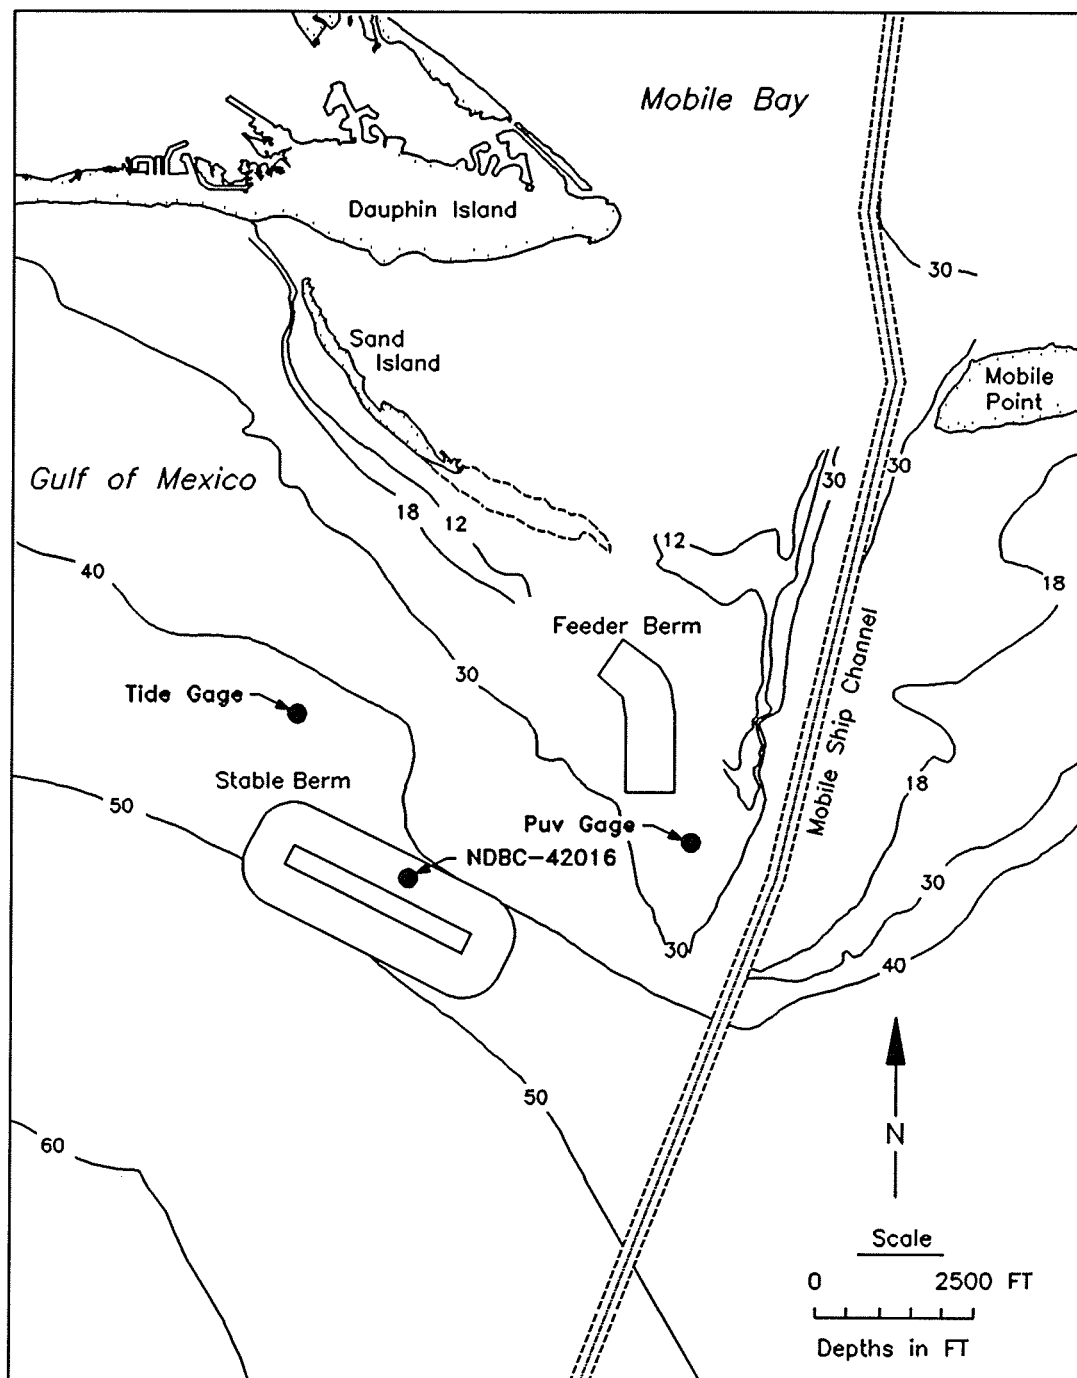 Mobile Bay
Dauphin Island
30
Sand
Island
Mobile
Point
Gulf of Mexico
30
30
18
12
12
40
18
Feeder Berm
30
Mobile Ship Channel
Tide Gage
Stable Berm
18
50
Puv Gage
NDBC-42016
30
30
40
50
60
N
Scale
0 2500 FT
Depths in FT